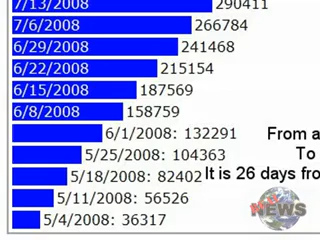 7/13/2008 290411
7/6/2008 266784
6/29/2008 241468
6/22/2008 215154
6/15/2008 187569
6/8/2008 158759
6/1/2008: 132291
5/25/2008: 104363
5/18/2008: 82402
5/11/2008: 56526
5/4/2008: 36317
From a
To
It is 26 days fro
NEWS